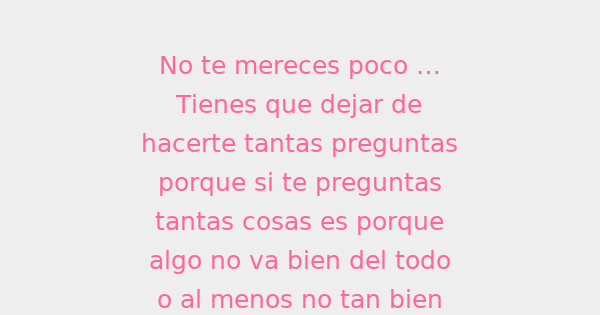 No te mereces poco ...
Tienes que dejar de
hacerte tantas preguntas
porque si te preguntas
tantas cosas es porque
algo no va bien del todo
o al menos no tan bien